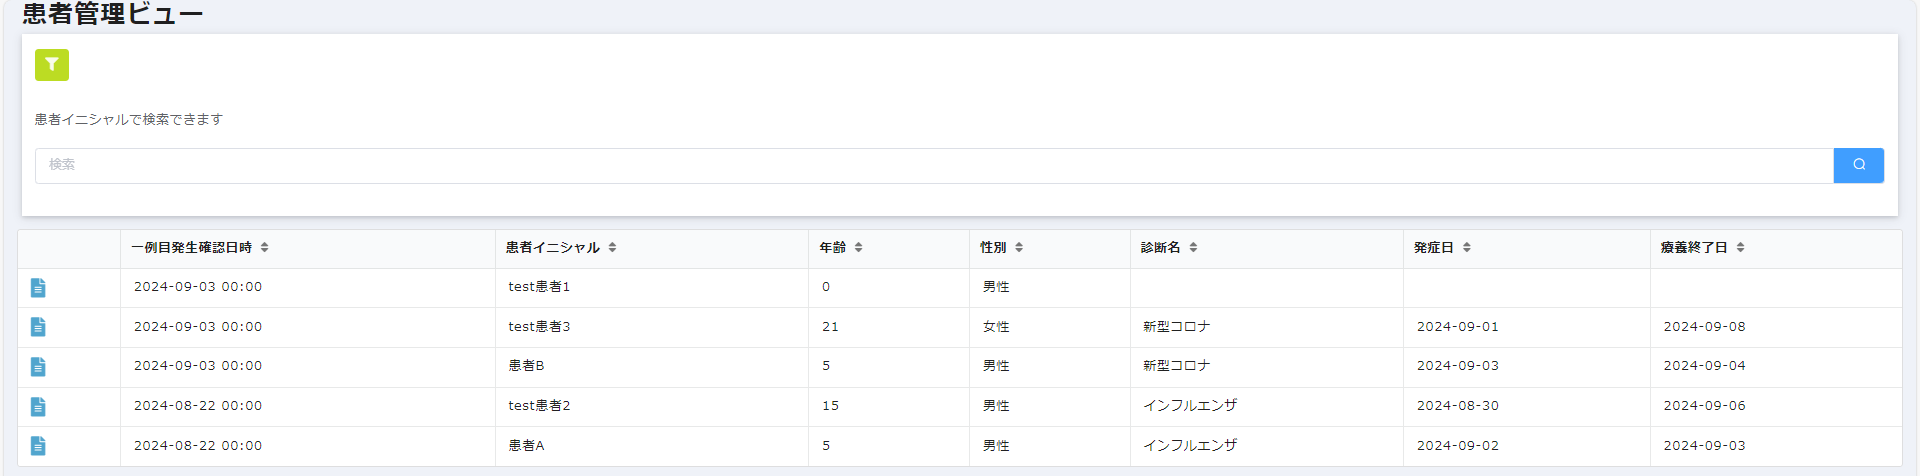 患者管理ビュー
患者イニシャルで検索できます
検索
一例目発生確認日時 患者イニシャル 年齢 性別 診断名 発症日 療養終了日
2024-09-03 00:00 test患者1 0 男性
2024-09-03 00:00 test患者3 21 女性 新型コロナ 2024-09-01 2024-09-08
2024-09-03 00:00 患者B 5 男性 新型コロナ 2024-09-03 2024-09-04
2024-08-22 00:00 test患者2 15 男性 インフルエンザ 2024-08-30 2024-09-06
2024-08-22 00:00 患者A 5 男性 インフルエンザ 2024-09-02 2024-09-03